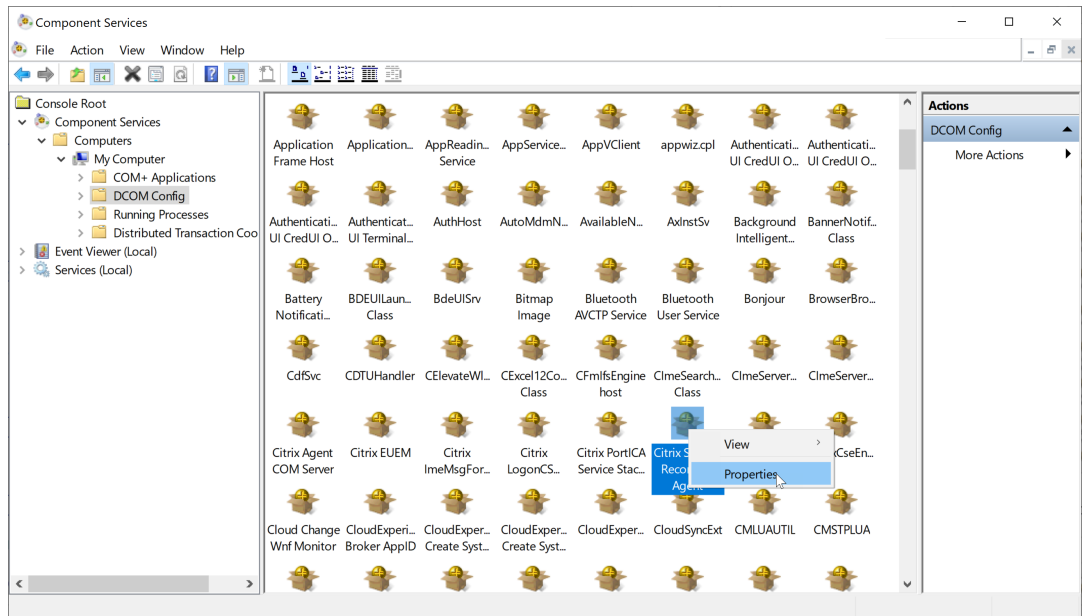 Component Services
File Action View Window Help
Console Root
Component Services
Computers
My Computer
COM+ Applications
DCOM Config
Running Processes
Distributed Transaction Coo
Event Viewer (Local)
Services (Local)
Application Frame Host
Application...
AppReadin... Service
AppService...
AppVClient
appwiz.cpl
Authenticati... UI CredUI O...
Authenticati... UI CredUI O...
Authenticati... UI CredUI O...
Authenticat... UI Terminal...
AuthHost
AutoMdmN...
AvailableN...
AxInstSv
Background Intelligent...
BannerNotif... Class
Battery Notificati...
BDEUILaun... Class
BdeUISrv
Bitmap Image
Bluetooth AVCTP Service
Bluetooth User Service
Bonjour
BrowserBro...
CdfSvc
CDTUHandler
CElevateWl...
CExcel12Co... Class
CFmIfsEngine host
CImeSearch... Class
CImeServer...
CImeServer...
Citrix Agent COM Server
Citrix EUEM
Citrix ImeMsgFor...
Citrix LogonCS...
Citrix PortICA Service Stac...
Citrix S
Reco
Agent
View
Properties
xCseEn...
Cloud Change Wnf Monitor
CloudExperi... Broker AppID
CloudExper... Create Syst...
CloudExper... Create Syst...
CloudExper...
CloudSyncExt
CMLUAUTIL
CMSTPLUA
Actions
DCOM Config
More Actions